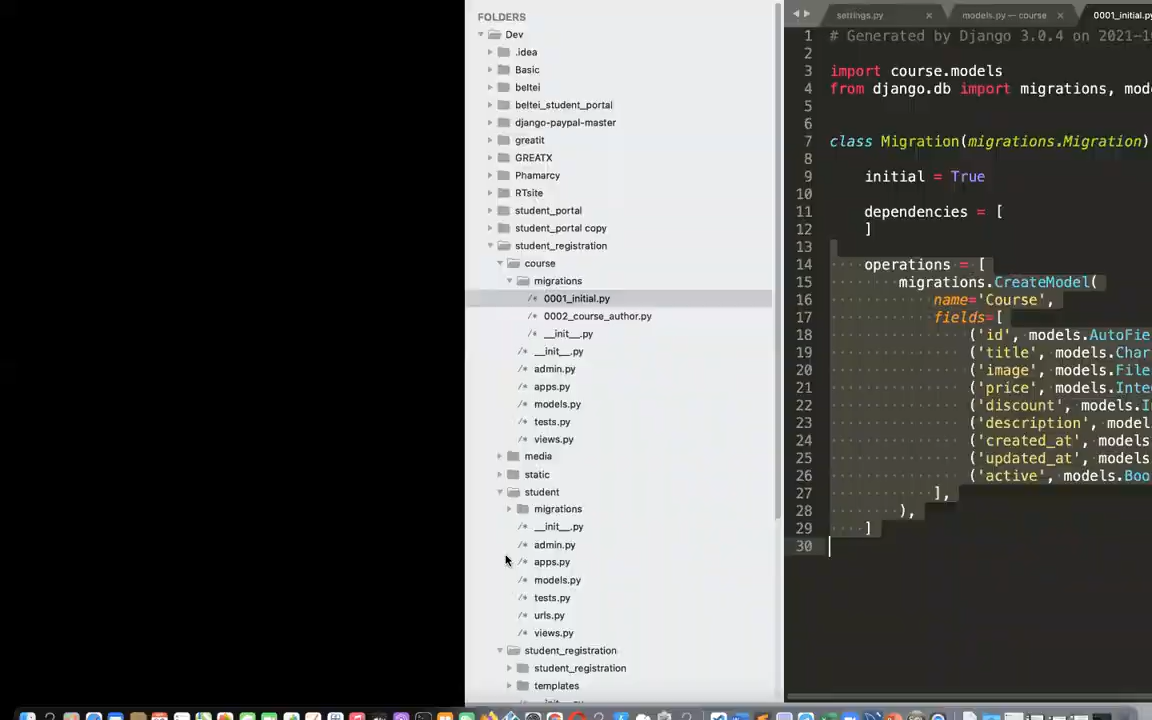 FOLDERS
Dev
.idea
Basic
beltei
beltei_student_portal
django-paypal-master
greatit
GREATX
Phamarcy
RTsite
student_portal
student_portal copy
student_registration
course
migrations
/* 0001_initial.py
/* 0002_course_author.py
/* __init__.py
/* __init__.py
/* admin.py
/* apps.py
/* models.py
/* tests.py
/* views.py
media
static
student
migrations
/* __init__.py
/* admin.py
/* apps.py
/* models.py
/* tests.py
/* urls.py
/* views.py
student_registration
student_registration
templates
settings.py
models.py — course
0001_initial.py
1 # Generated by Django 3.0.4 on 2021-1
2
3 import course.models
4 from django.db import migrations, mod
5
6
7 class Migration(migrations.Migration)
8
9 initial = True
10
11 dependencies = [
12 ]
13
14 operations = [
15 migrations.CreateModel(
16 name='Course',
17 fields=[
18 ('id', models.AutoFie
19 ('title', models.Char
20 ('image', models.File
21 ('price', models.Inte
22 ('discount', models.I
23 ('description', model
24 ('created_at', models
25 ('updated_at', models
26 ('active', models.Boo
27 ],
28 ),
29 ]
30